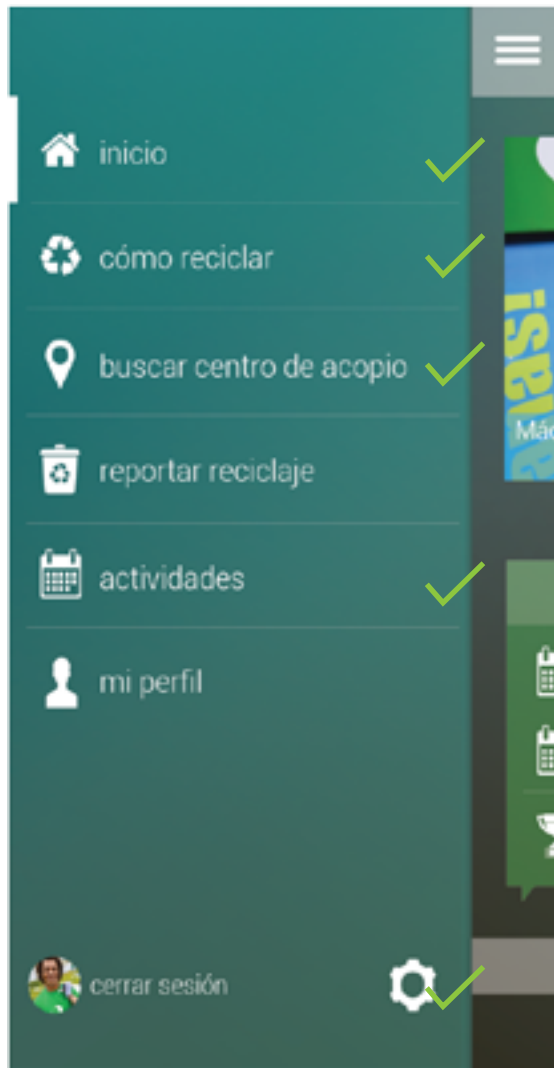 inicio
cómo reciclar
buscar centro de acopio
reportar reciclaje
actividades
mi perfil
cerrar sesión